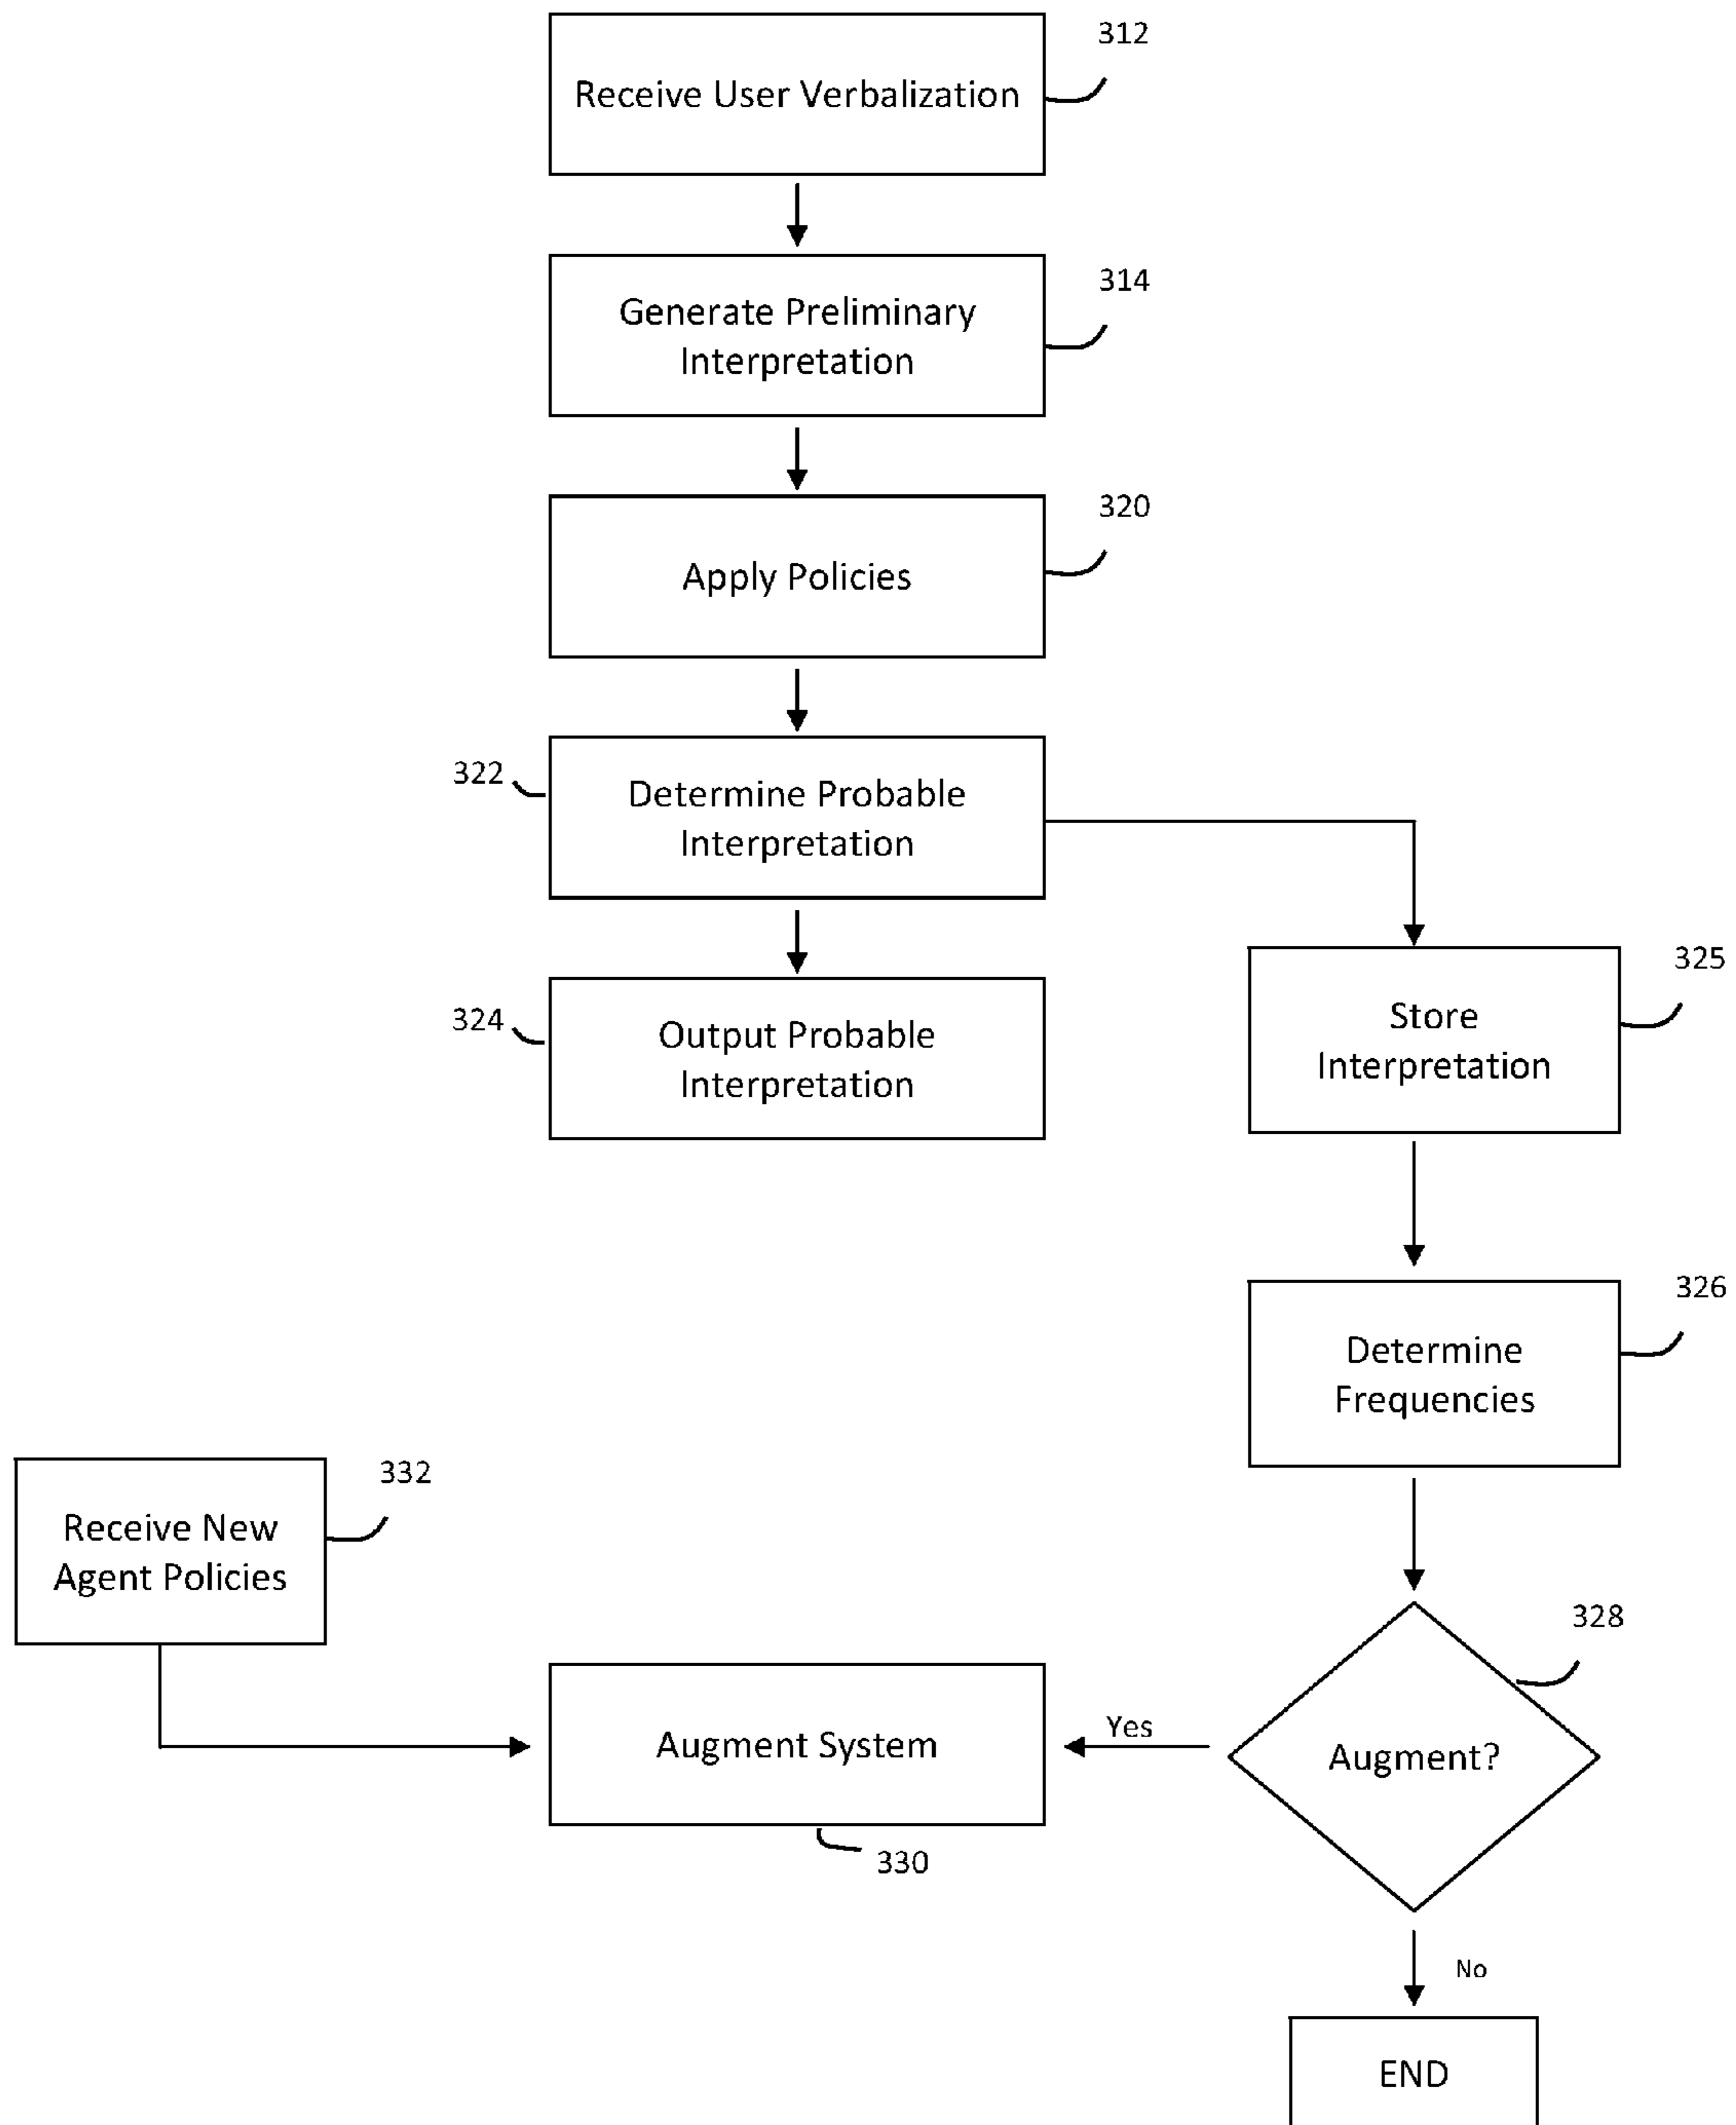 312
Receive User Verbalization
314
Generate Preliminary
Interpretation
320
Apply Policies
322
Determine Probable
Interpretation
324
Output Probable
Interpretation
325
Store
Interpretation
326
Determine
Frequencies
332
Receive New
Agent Policies
328
Augment?
Yes
Augment System
330
No
END